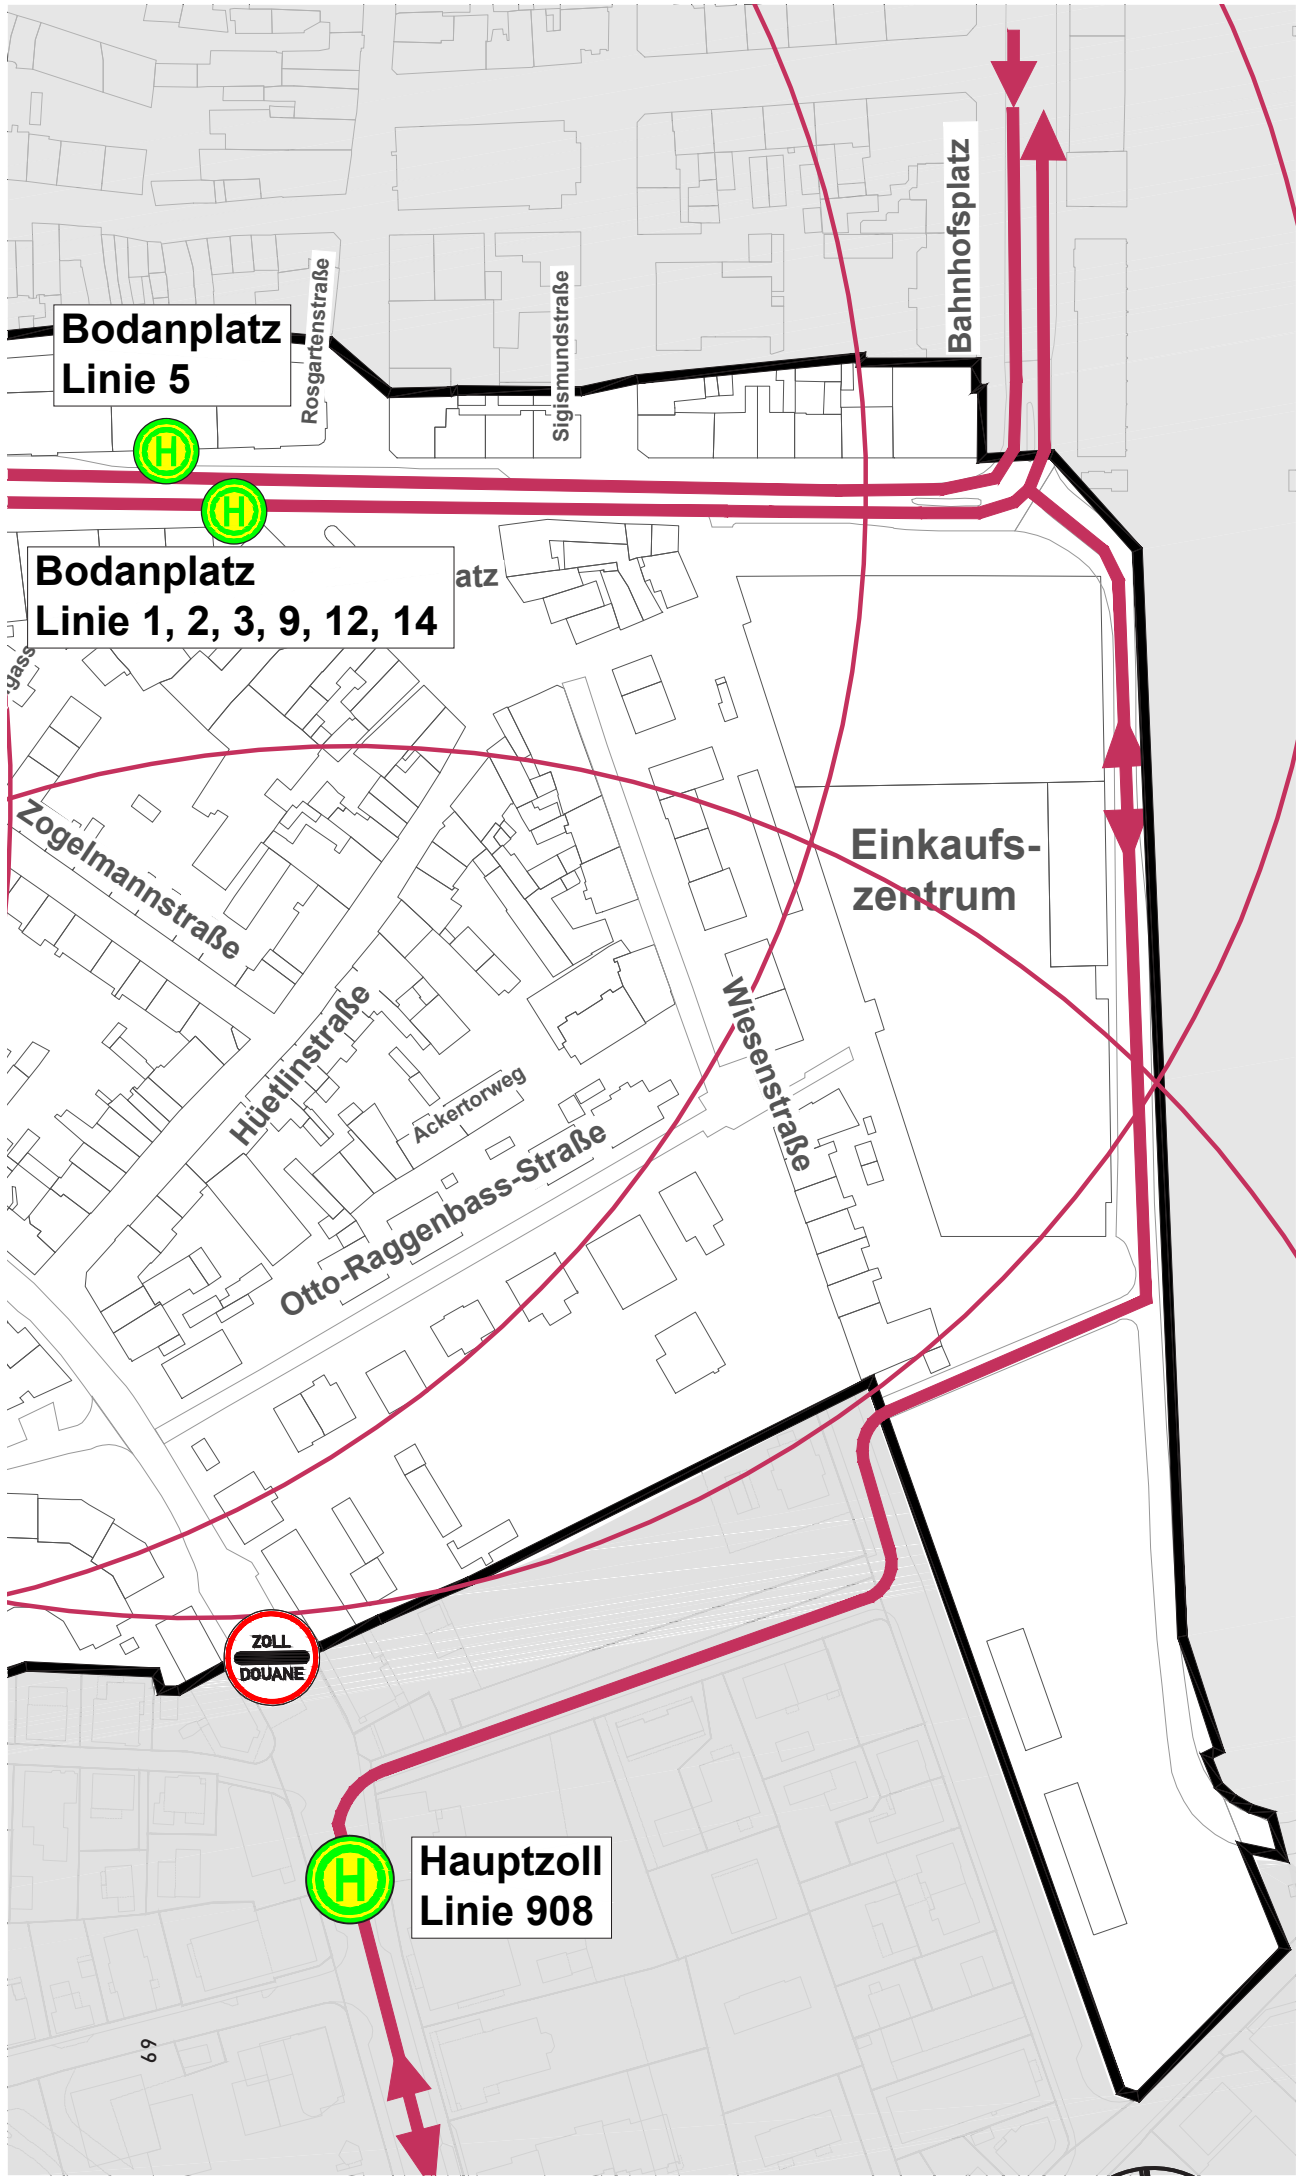 Bahnhofsplatz
Rosgartenstraße
Sigismundstraße
Bodanplatz
Linie 5
H
H
Bodanplatz
Linie 1, 2, 3, 9, 12, 14
atz
gass
Zogelmannstraße
Einkaufs-
zentrum
Hüetlinstraße
Wiesenstraße
Ackertorweg
Otto-Raggenbass-Straße
ZOLL
DOUANE
H
Hauptzoll
Linie 908
69